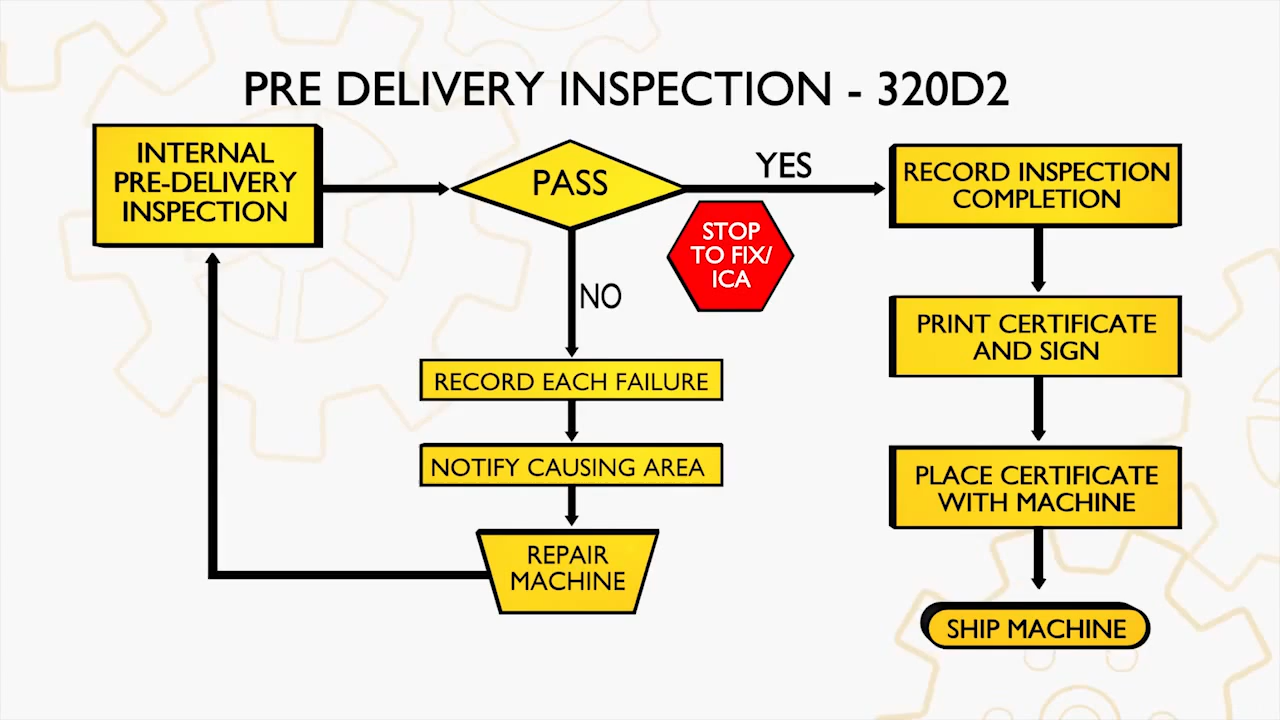 PRE DELIVERY INSPECTION - 320D2
INTERNAL
PRE-DELIVERY
INSPECTION
PASS
YES
STOP
TO FIX/
ICA
NO
RECORD EACH FAILURE
NOTIFY CAUSING AREA
REPAIR
MACHINE
RECORD INSPECTION
COMPLETION
PRINT CERTIFICATE
AND SIGN
PLACE CERTIFICATE
WITH MACHINE
SHIP MACHINE